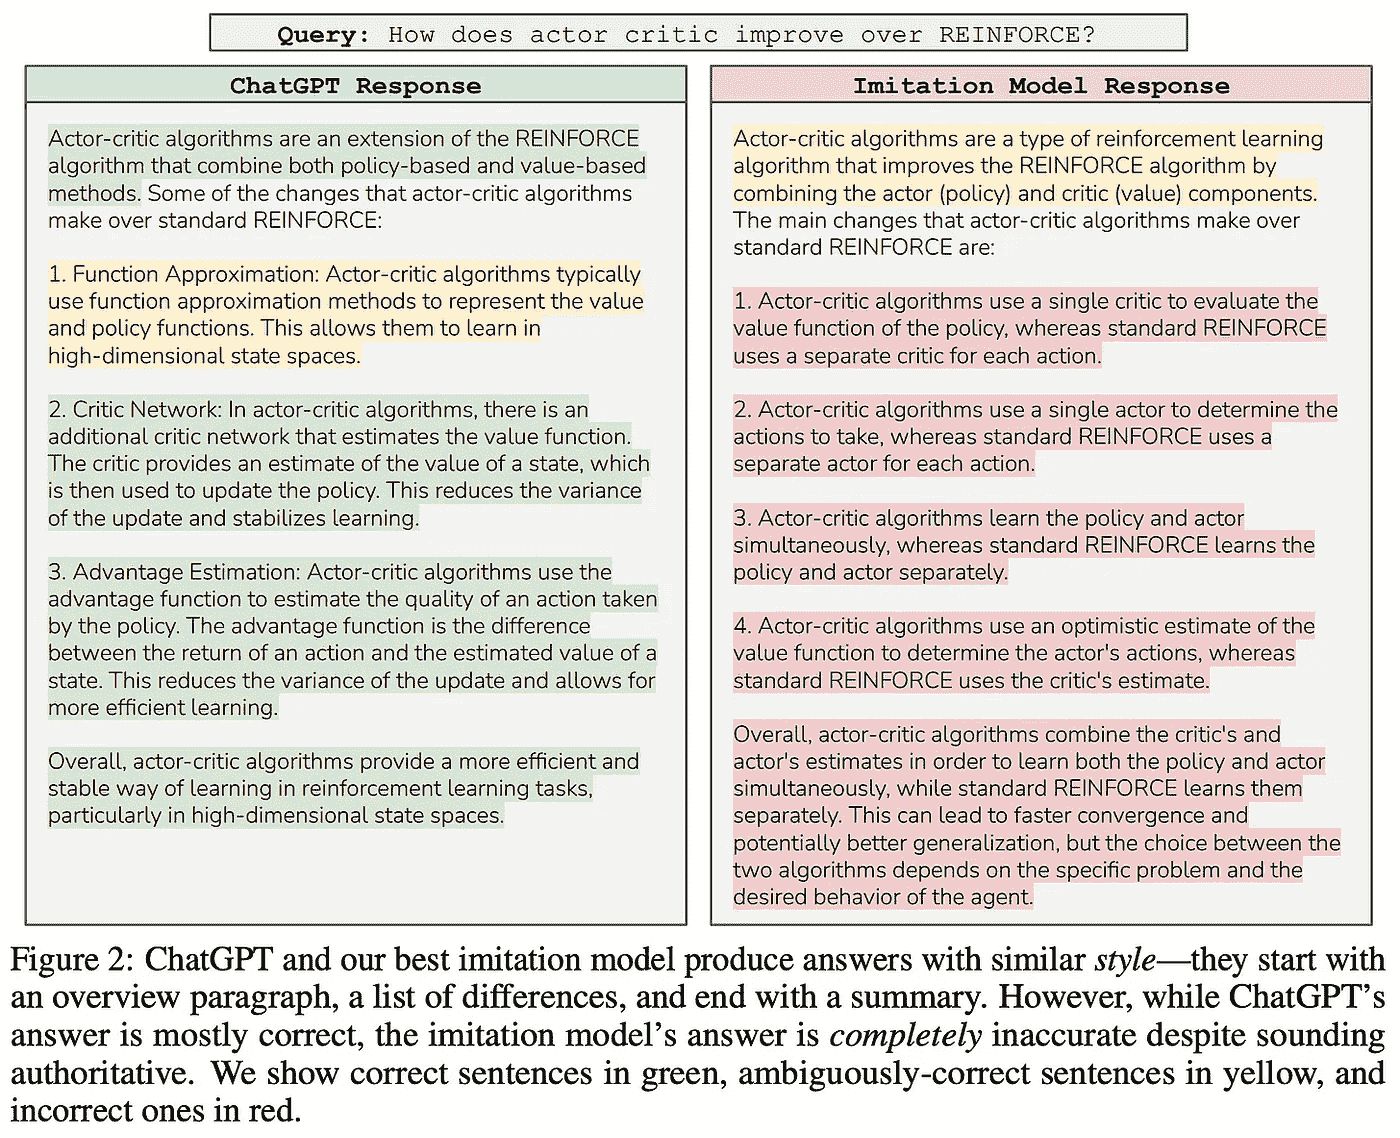 Query: How does actor critic improve over REINFORCE?
ChatGPT Response
Actor-critic algorithms are an extension of the REINFORCE
algorithm that combine both policy-based and value-based
methods. Some of the changes that actor-critic algorithms
make over standard REINFORCE:
1. Function Approximation: Actor-critic algorithms typically
use function approximation methods to represent the value
and policy functions. This allows them to learn in
high-dimensional state spaces.
2. Critic Network: In actor-critic algorithms, there is an
additional critic network that estimates the value function.
The critic provides an estimate of the value of a state, which
is then used to update the policy. This reduces the variance
of the update and stabilizes learning.
3. Advantage Estimation: Actor-critic algorithms use the
advantage function to estimate the quality of an action taken
by the policy. The advantage function is the difference
between the return of an action and the estimated value of a
state. This reduces the variance of the update and allows for
more efficient learning.
Overall, actor-critic algorithms provide a more efficient and
stable way of learning in reinforcement learning tasks,
particularly in high-dimensional state spaces.
Imitation Model Response
Actor-critic algorithms are a type of reinforcement learning
algorithm that improves the REINFORCE algorithm by
combining the actor (policy) and critic (value) components.
The main changes that actor-critic algorithms make over
standard REINFORCE are:
1. Actor-critic algorithms use a single critic to evaluate the
value function of the policy, whereas standard REINFORCE
uses a separate critic for each action.
2. Actor-critic algorithms use a single actor to determine the
actions to take, whereas standard REINFORCE uses a
separate actor for each action.
3. Actor-critic algorithms learn the policy and actor
simultaneously, whereas standard REINFORCE learns the
policy and actor separately.
4. Actor-critic algorithms use an optimistic estimate of the
value function to determine the actor's actions, whereas
standard REINFORCE uses the critic's estimate.
Overall, actor-critic algorithms combine the critic's and
actor's estimates in order to learn both the policy and actor
simultaneously, while standard REINFORCE learns them
separately. This can lead to faster convergence and
potentially better generalization, but the choice between the
two algorithms depends on the specific problem and the
desired behavior of the agent.
Figure 2: ChatGPT and our best imitation model produce answers with similar style—they start with
an overview paragraph, a list of differences, and end with a summary. However, while ChatGPT's
answer is mostly correct, the imitation model's answer is completely inaccurate despite sounding
authoritative. We show correct sentences in green, ambiguously-correct sentences in yellow, and
incorrect ones in red.